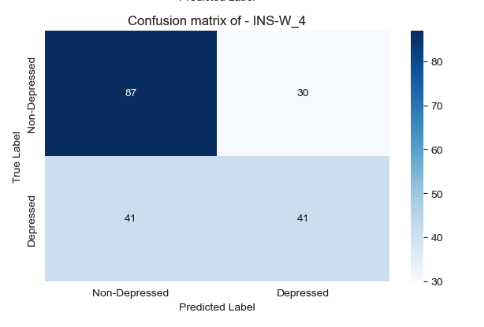 Predicted Label
Confusion matrix of - INS-W_4
Non-Depressed
Depressed
True Label
87
30
41
41
Non-Depressed
Depressed
Predicted Label
80
70
60
50
40
30